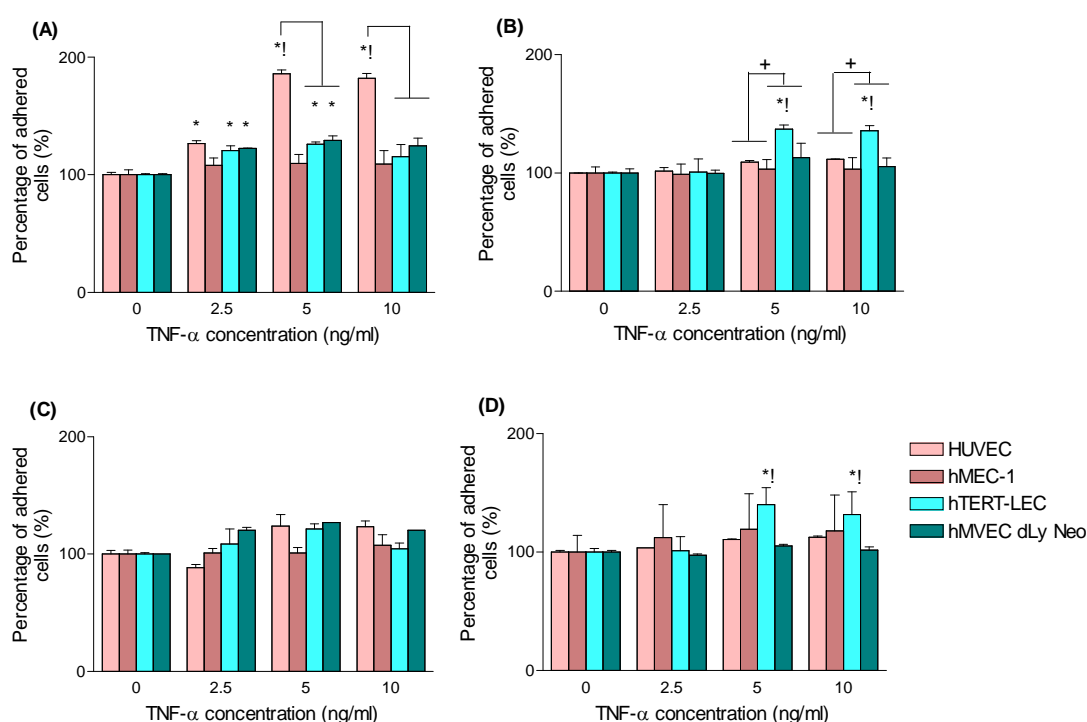 (A)
Percentage of adhered
cells (%)
200
100
0
*!
*!
*
* *
* *
0
2.5
5
10
TNF-α concentration (ng/ml)
(B)
Percentage of adhered
cells (%)
200
100
0
+
+
*!
*!
0
2.5
5
10
TNF-α concentration (ng/ml)
(C)
Percentage of adhered
cells (%)
200
100
0
0
2.5
5
10
TNF-α concentration (ng/ml)
(D)
Percentage of adhered
cells (%)
200
100
0
*!
*!
0
2.5
5
10
TNF-α concentration (ng/ml)
HUVEC
hMEC-1
hTERT-LEC
hMVEC dLy Neo